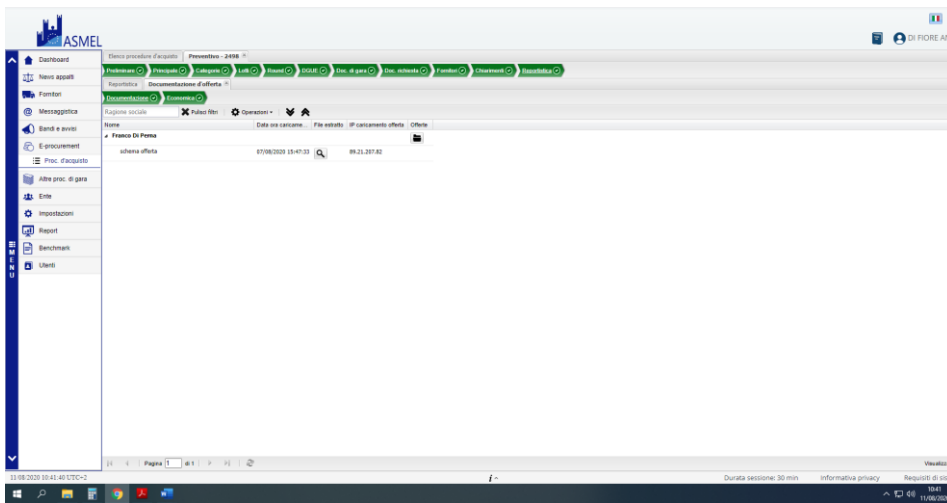 ASMEL
DI FIORE AN
Dashboard
News appalti
Fornitori
Messaggistica
Bandi e avvisi
E-procurement
Proc. d'acquisto
Altre proc. di gara
Ente
Impostazioni
Report
Benchmark
Utenti
MENU
Elenco procedure d'acquisto Preventivo - 2498
Preliminare Principale Categorie Lotti Round DGUE Doc. di gara Doc. richiesta Fornitori Chiarimenti Reportistica
Reportistica Documentazione d'offerta
Documentazione Economica
Ragione sociale Pulisci filtri Operazioni
Nome Data ora caricame... File estratto IP caricamento offerta Offerte
Franco Di Perna
schema offerta 07/08/2020 15:47:33 89.21.207.82
Pagina 1 di 1 Visualizz
11/08/2020 10:41:40 UTC+2 Durata sessione: 30 min Informativa privacy Requisiti di sis
10:41
11/08/2020